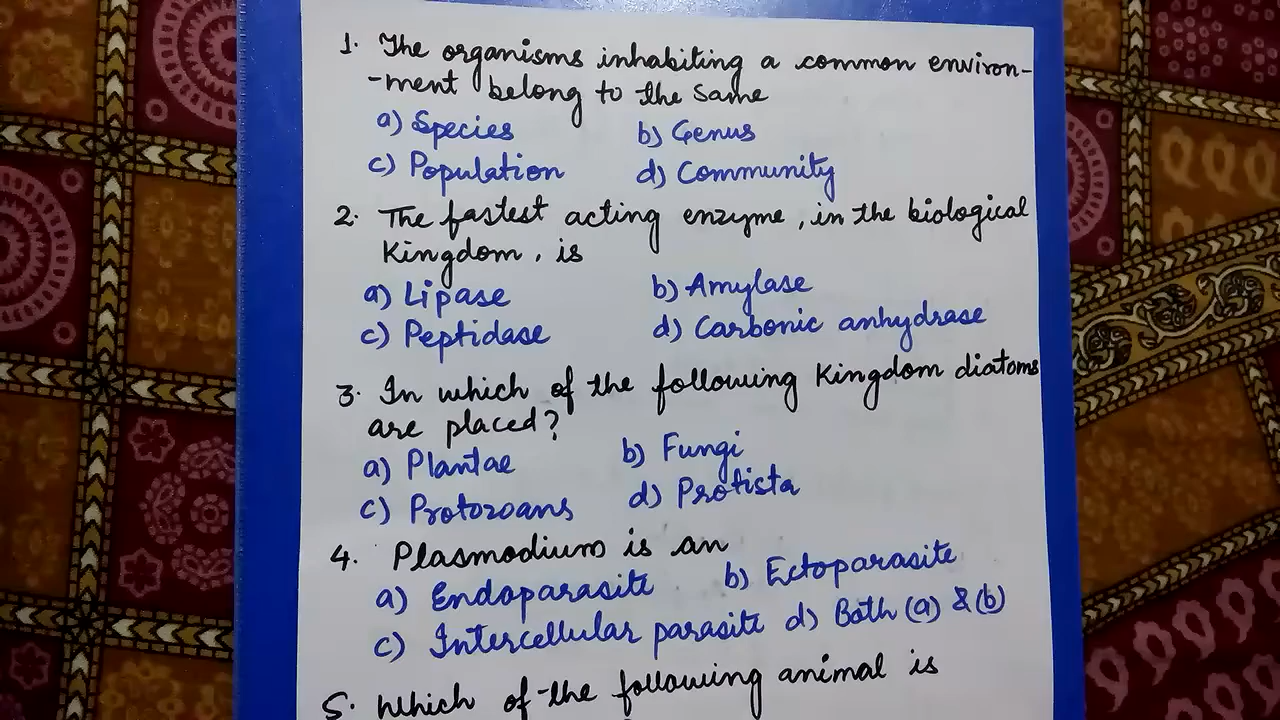 1. The organisms inhabiting a common environ-
-ment belong to the same
a) Species b) Genus
c) Population d) Community
2. The fastest acting enzyme, in the biological
Kingdom, is
a) Lipase b) Amylase
c) Peptidase d) Carbonic anhydrase
3. In which of the following Kingdom diatoms
are placed?
a) Plantae b) Fungi
c) Protozoans d) Protista
4. Plasmodium is an
a) Endoparasite b) Ectoparasite
c) Intercellular parasite d) Both (a) & (b)
5. Which of the following animal is